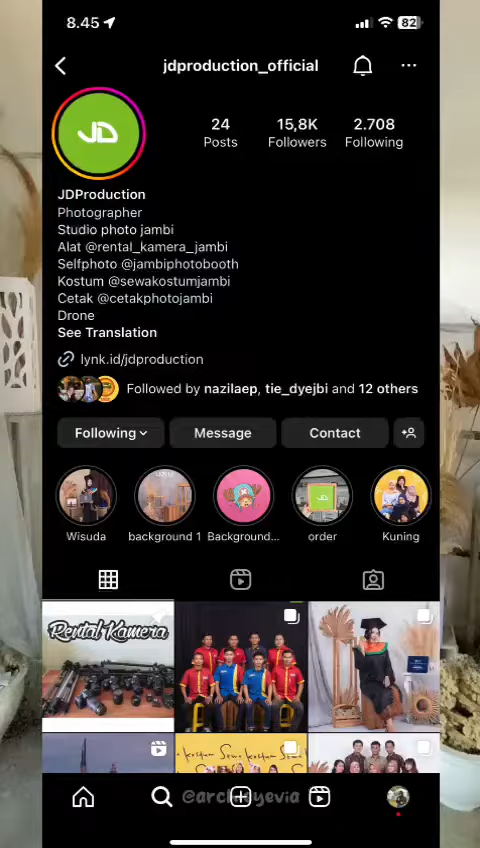 8.45
82
jdproduction_official
JD
24
Posts
15,8K
Followers
2.708
Following
JDProduction
Photographer
Studio photo jambi
Alat @rental_kamera_jambi
Selfphoto @jambiphotobooth
Kostum @sewakostumjambi
Cetak @cetakphotojambi
Drone
See Translation
lynk.id/jdproduction
Followed by nazilaep, tie_dyejbi and 12 others
Following
Message
Contact
Wisuda
background 1
Background...
order
Kuning
Rental Kamera